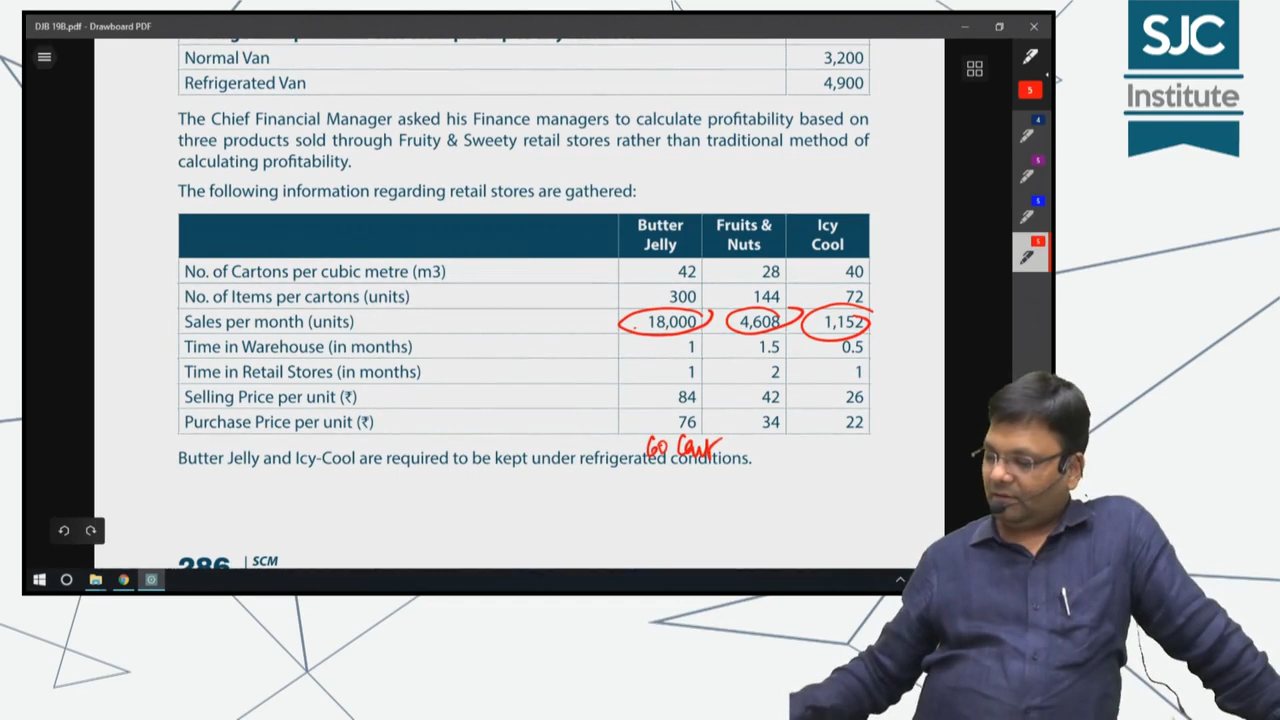 DJB 19B.pdf - Drawboard PDF
SJC
Institute
Normal Van 3,200
Refrigerated Van 4,900
The Chief Financial Manager asked his Finance managers to calculate profitability based on
three products sold through Fruity & Sweety retail stores rather than traditional method of
calculating profitability.
The following information regarding retail stores are gathered:
Butter Jelly Fruits & Nuts Icy Cool
No. of Cartons per cubic metre (m3) 42 28 40
No. of Items per cartons (units) 300 144 72
Sales per month (units) 18,000 4,608 1,152
Time in Warehouse (in months) 1 1.5 0.5
Time in Retail Stores (in months) 1 2 1
Selling Price per unit (₹) 84 42 26
Purchase Price per unit (₹) 76 34 22
60
Butter Jelly and Icy-Cool are required to be kept under refrigerated conditions.
286 | SCM
5
4
5
5
5